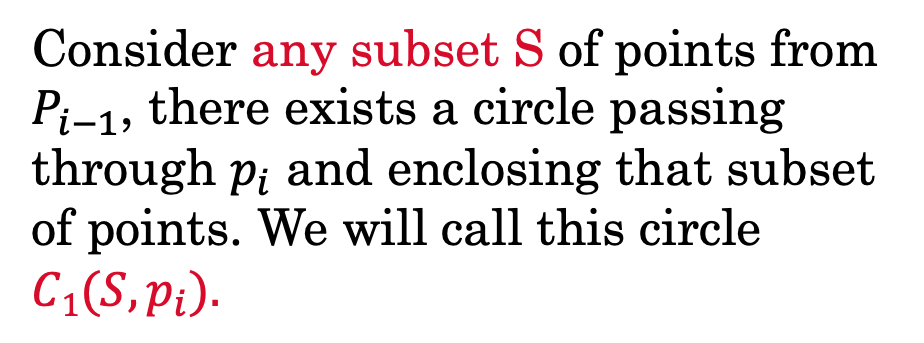 Consider any subset S of points from
P_{i−1}, there exists a circle passing
through p_i and enclosing that subset
of points. We will call this circle
C_1(S, p_i).